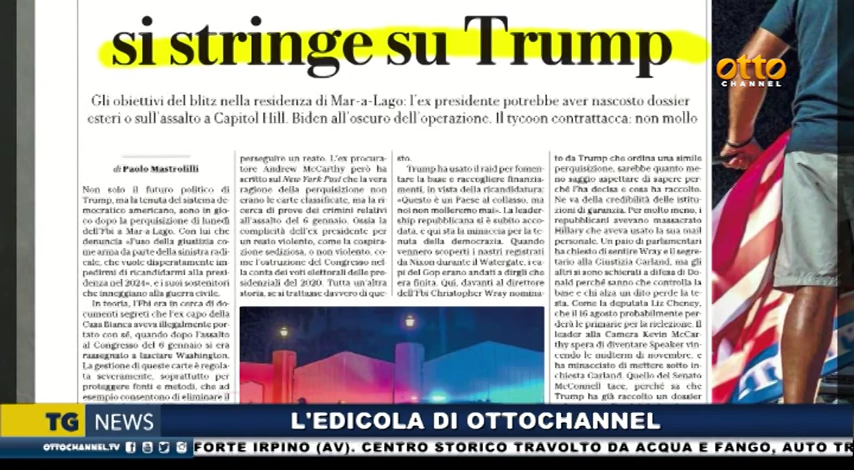 si stringe su Trump
Gli obiettivi del blitz nella residenza di Mar-a-Lago: l'ex presidente potrebbe aver nascosto dossier
esteri o sull'assalto a Capitol Hill. Biden all'oscuro dell'operazione. Il tycoon contrattacca: non mollo
otto
CHANNEL
di Paolo Mastrolilli
Non solo il futuro politico di
Trump, ma la tenuta del sistema de-
mocratico americano, sono in gio-
co dopo la perquisizione di lunedì
dell'Fbi a Mar-a-Lago. Con lui che
denuncia «l'uso della giustizia co-
me arma da parte della sinistra radi-
cale, che vuole disperatamente im-
pedirmi di ricandidarmi alla presi-
denza nel 2024», e i suoi sostenitori
che inneggiano alla guerra civile.
In teoria, l'Fbi era in cerca di do-
cumenti segreti che l'ex capo della
Casa Bianca aveva illegalmente por-
tato con sé, quando dopo l'assalto
al Congresso del 6 gennaio si era
rassegnato a lasciare Washington.
La gestione di queste carte è regola-
ta severamente, soprattutto per
proteggere fonti e metodi, che ad
esempio consentono di eliminare il
perseguire un reato. L'ex procura-
tore Andrew McCarthy però ha
scritto sul New York Post che la vera
ragione della perquisizione non
erano le carte classificate, ma la ri-
cerca di prove dei crimini relativi
all'assalto del 6 gennaio. Ossia la
complicità dell'ex presidente per
un reato violento, come la cospira-
zione sediziosa, o non violento, co-
me l'ostruzione del Congresso nel-
la conta dei voti elettorali delle pre-
sidenziali del 2020. Tutta un'altra
storia, se si trattasse davvero di que-
sto.
Trump ha usato il raid per fomen-
tare la base e raccogliere finanzia-
menti, in vista della ricandidatura:
«Questo è un Paese al collasso, ma
noi non molleremo mai». La leader-
ship repubblicana si è subito acco-
data, e qui sta la minaccia per la te-
nuta della democrazia. Quando
vennero scoperti i nastri registrati
da Nixon durante il Watergate, i ca-
pi del Gop erano andati a dirgli che
era finita. Qui, davanti al direttore
dell'Fbi Christopher Wray nomina-
to da Trump che ordina una simile
perquisizione, sarebbe quanto me-
no saggio aspettare di sapere per-
ché l'ha decisa e cosa ha raccolto.
Ne va della credibilità delle istitu-
zioni di garanzia. Per molto meno, i
repubblicani avevano massacrato
Hillary che aveva usato la sua mail
personale. Un paio di parlamentari
ha chiesto di sentire Wray e il segre-
tario alla Giustizia Garland, ma gli
altri si sono schierati a difesa di Do-
nald perché sanno che controlla la
base e chi alza un dito perde la te-
sta. Come la deputata Liz Cheney,
che il 16 agosto probabilmente per-
derà le primarie per la rielezione. Il
leader alla Camera Kevin McCar-
thy spera di diventare Speaker vin-
cendo le midterm di novembre, e
ha minacciato di mettere sotto in-
chiesta Garland. Quello del Senato
McConnell tace, perché sa che
Trump ha già raccolto un dossier
TG NEWS
L'EDICOLA DI OTTOCHANNEL
OTTOCHANNEL.TV
FORTE IRPINO (AV). CENTRO STORICO TRAVOLTO DA ACQUA E FANGO, AUTO TR